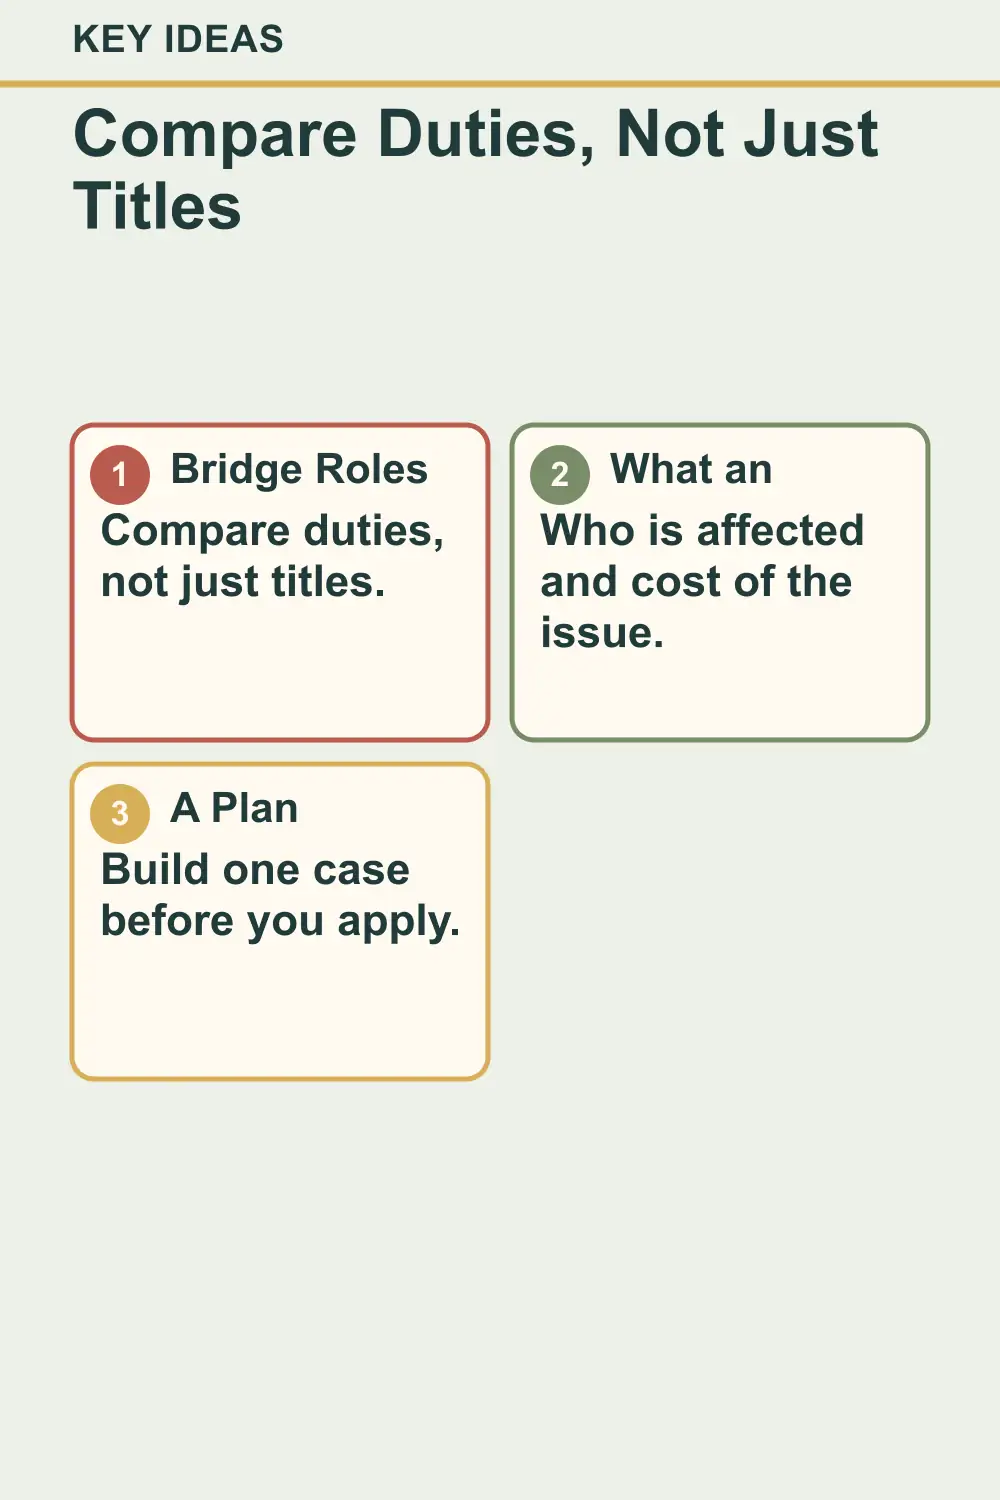 KEY IDEAS
Compare Duties, Not Just
Titles
1 Bridge Roles
Compare duties,
not just titles.
2 What an
Who is affected
and cost of the
issue.
3 A Plan
Build one case
before you apply.